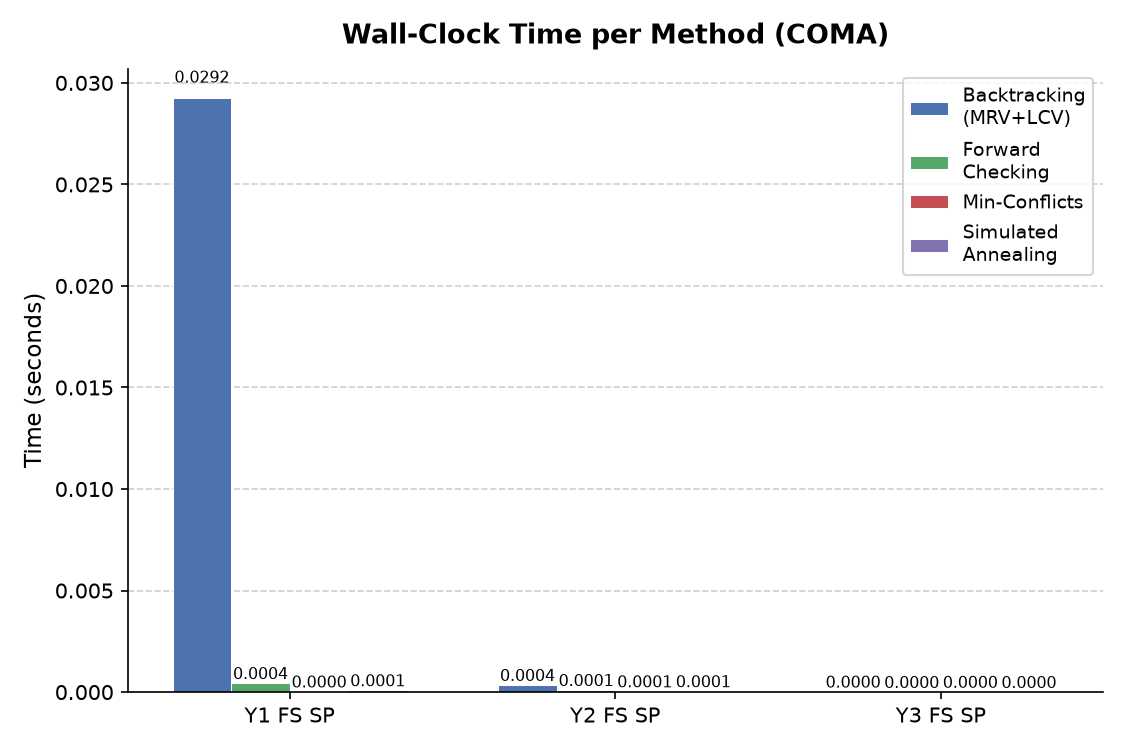 Wall-Clock Time per Method (COMA)
Time (seconds)
0.030
0.025
0.020
0.015
0.010
0.005
0.000
0.0292
0.0004
0.0000
0.0001
0.0004
0.0001
0.0001
0.0001
0.0000
0.0000
0.0000
0.0000
Y1 FS SP
Y2 FS SP
Y3 FS SP
Backtracking
(MRV+LCV)
Forward
Checking
Min-Conflicts
Simulated
Annealing